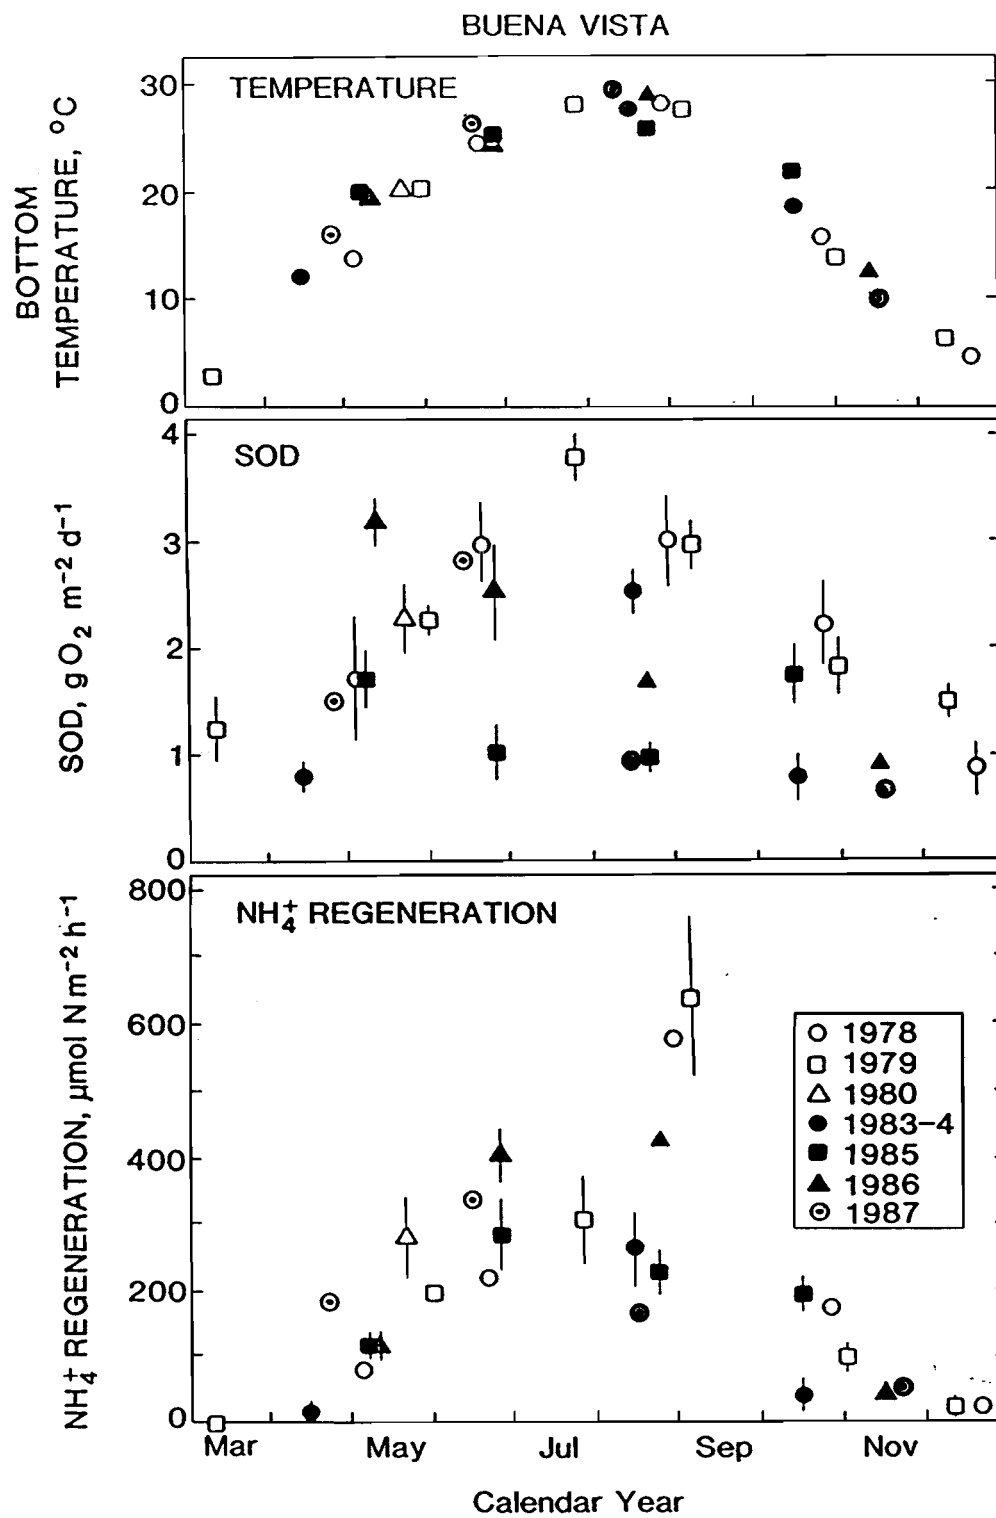 BUENA VISTA
TEMPERATURE
BOTTOM
TEMPERATURE, °C
30
20
10
0
SOD
SOD, g O₂ m⁻² d⁻¹
4
3
2
1
0
NH₄⁺ REGENERATION
NH₄⁺ REGENERATION, µmol N m⁻² h⁻¹
800
600
400
200
0
1978
1979
1980
1983-4
1985
1986
1987
Mar May Jul Sep Nov
Calendar Year